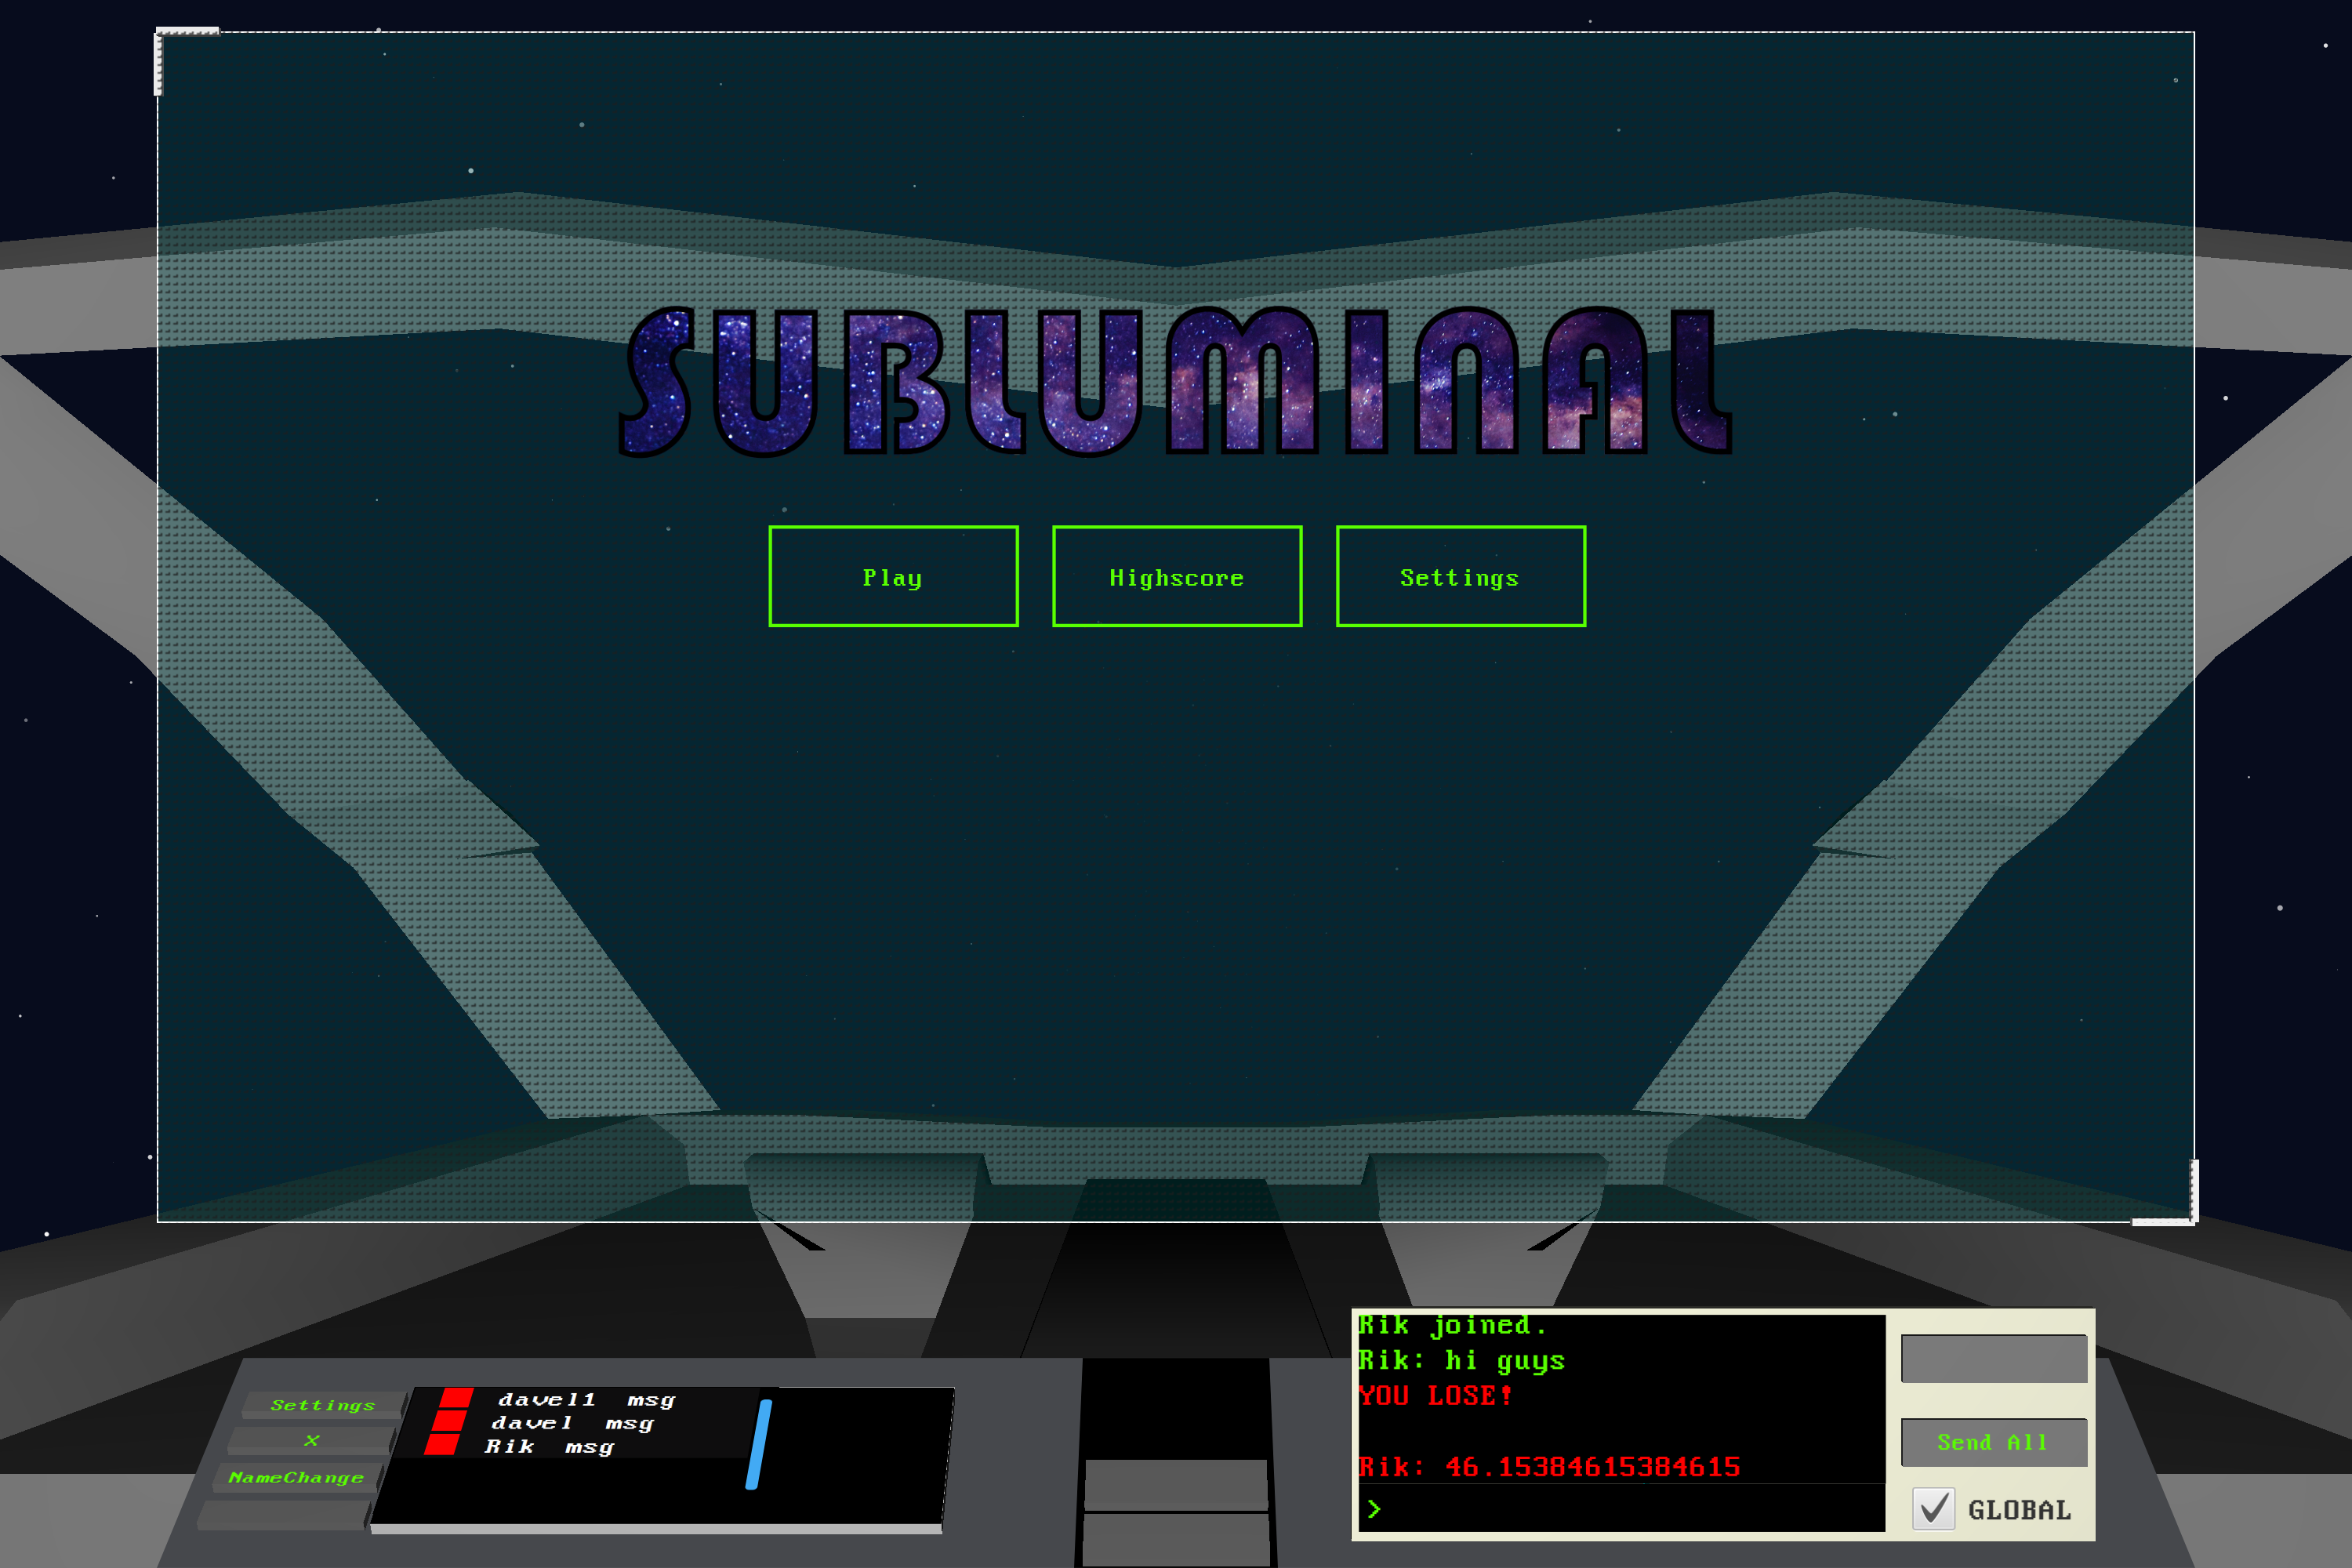 SUBLUMINAL
Play Highscore Settings
Settings
X
NameChange
davel1 msg
davel msg
Rik msg
Rik joined.
Rik: hi guys
YOU LOSE!
Rik: 46.15384615384615
>
Send All
GLOBAL